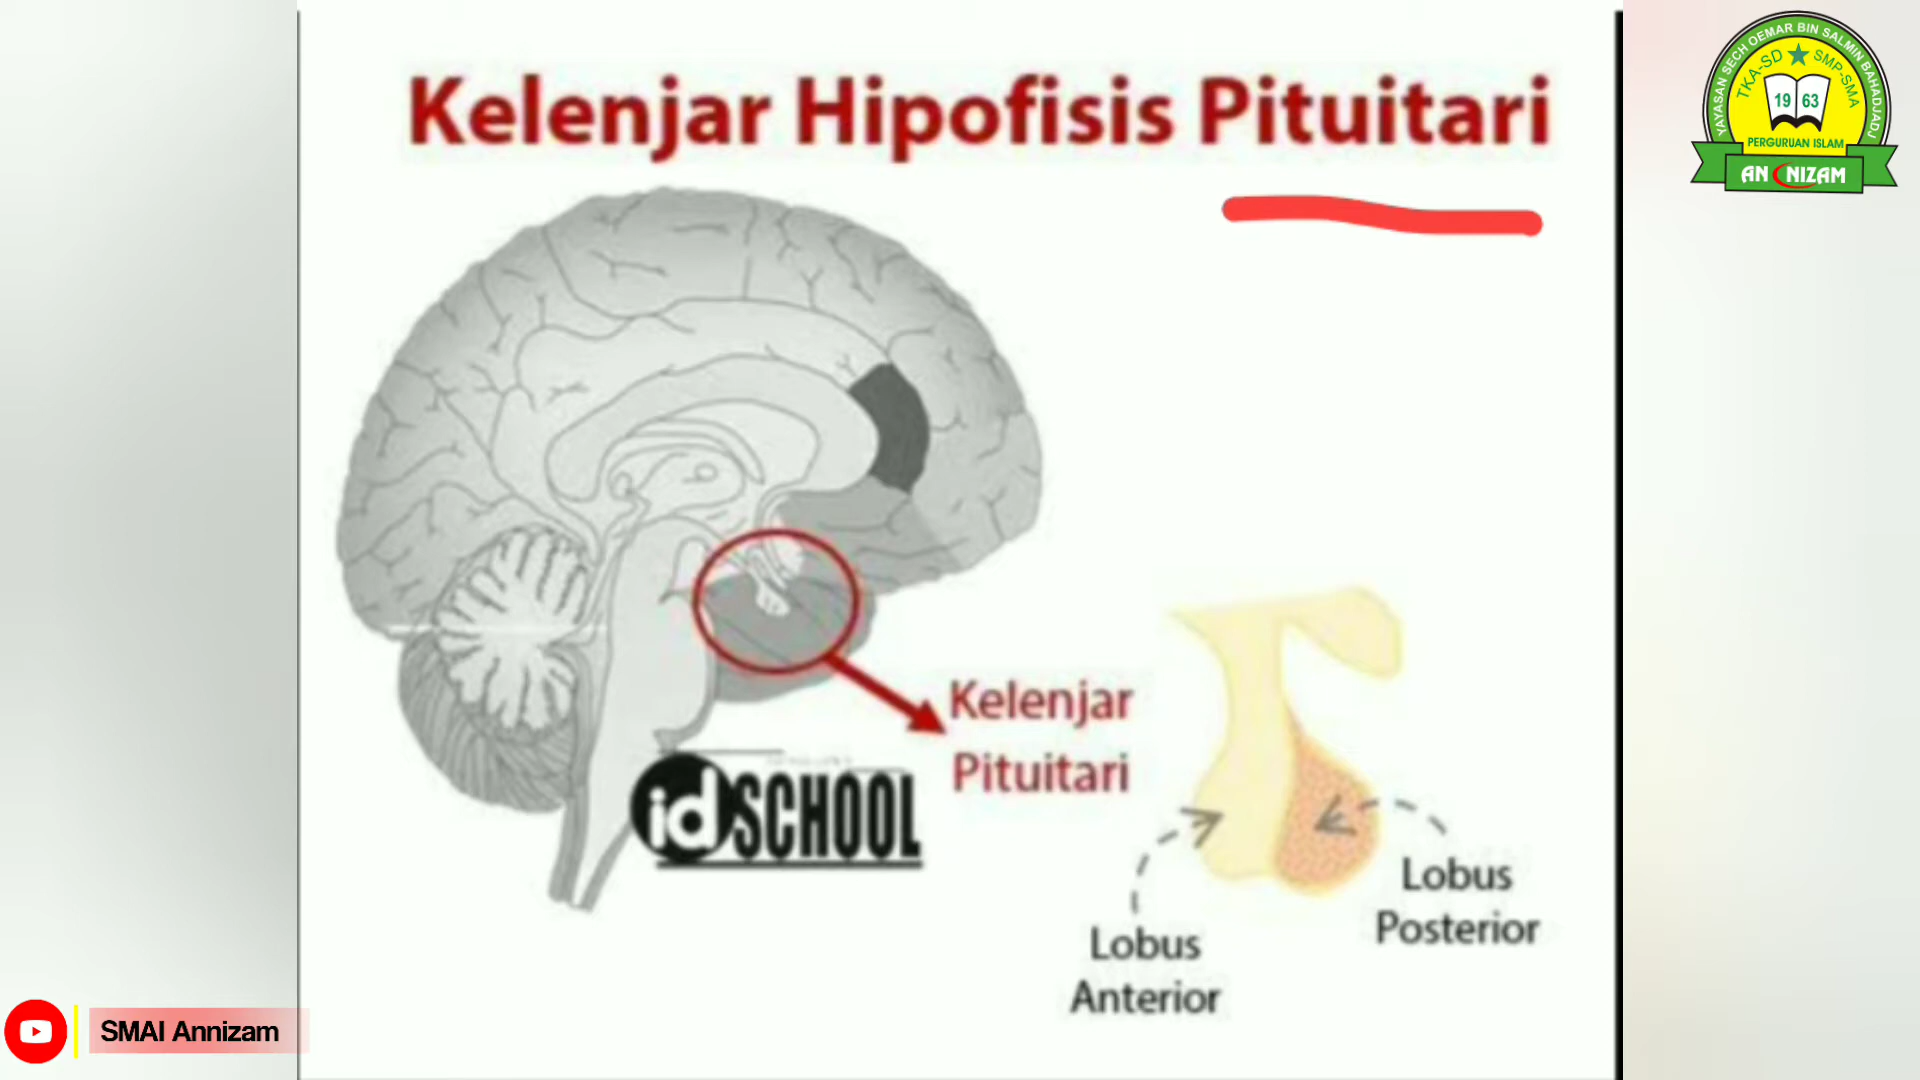 Kelenjar Hipofisis Pituitari
YAYASAN SECH OEMAR BIN SALMIN BAHADJADJ
TKA-SD SMP-SMA
19 63
PERGURUAN ISLAM
AN NIZAM
Kelenjar
Pituitari
idSCHOOL
Lobus
Posterior
Lobus
Anterior
SMAI Annizam